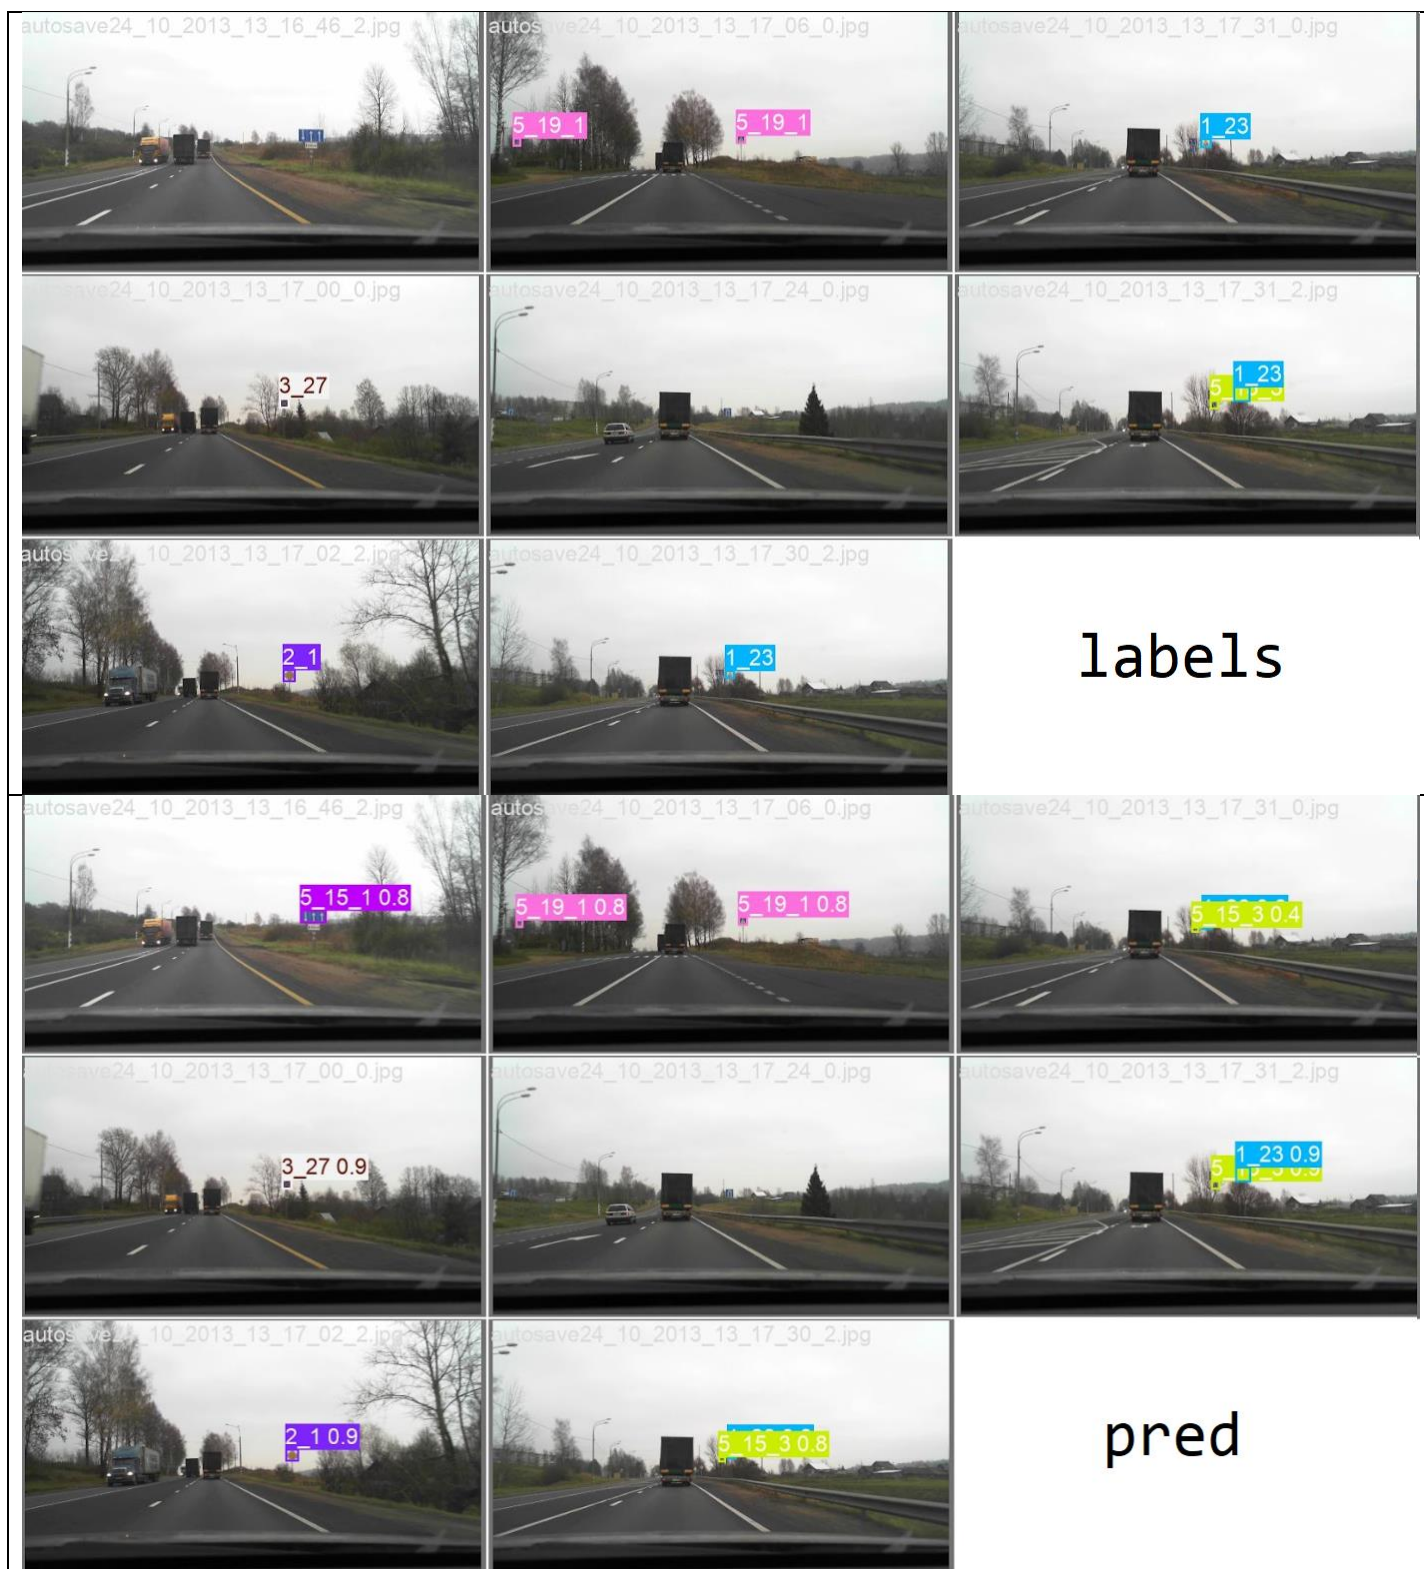 autosave24_10_2013_13_16_46_2.jpg
autosave24_10_2013_13_17_06_0.jpg
5_19_1
5_19_1
autosave24_10_2013_13_17_31_0.jpg
1_23
autosave24_10_2013_13_17_00_0.jpg
3_27
autosave24_10_2013_13_17_24_0.jpg
autosave24_10_2013_13_17_31_2.jpg
1_23
autosave24_10_2013_13_17_02_2.jpg
2_1
autosave24_10_2013_13_17_30_2.jpg
1_23
labels
autosave24_10_2013_13_16_46_2.jpg
5_15_1 0.8
autosave24_10_2013_13_17_06_0.jpg
5_19_1 0.8
5_19_1 0.8
autosave24_10_2013_13_17_31_0.jpg
5_15_3 0.4
autosave24_10_2013_13_17_00_0.jpg
3_27 0.9
autosave24_10_2013_13_17_24_0.jpg
autosave24_10_2013_13_17_31_2.jpg
1_23 0.9
autosave24_10_2013_13_17_02_2.jpg
2_1 0.9
autosave24_10_2013_13_17_30_2.jpg
5_15_3 0.8
pred